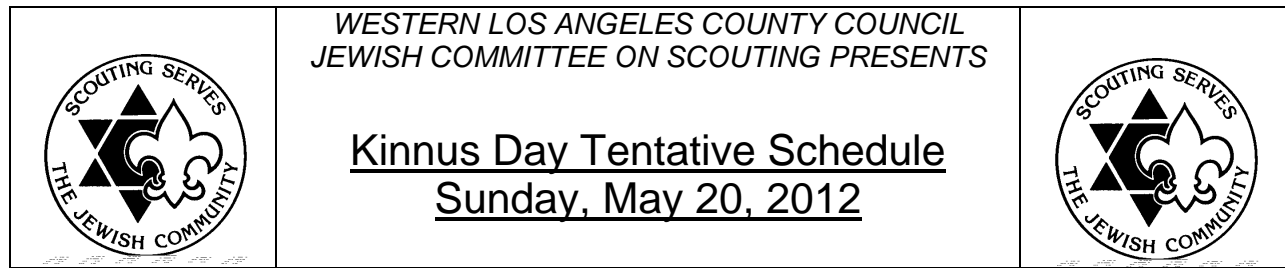 SCOUTING SERVES
THE JEWISH COMMUNITY
WESTERN LOS ANGELES COUNTY COUNCIL
JEWISH COMMITTEE ON SCOUTING PRESENTS
Kinnus Day Tentative Schedule
Sunday, May 20, 2012
SCOUTING SERVES
THE JEWISH COMMUNITY